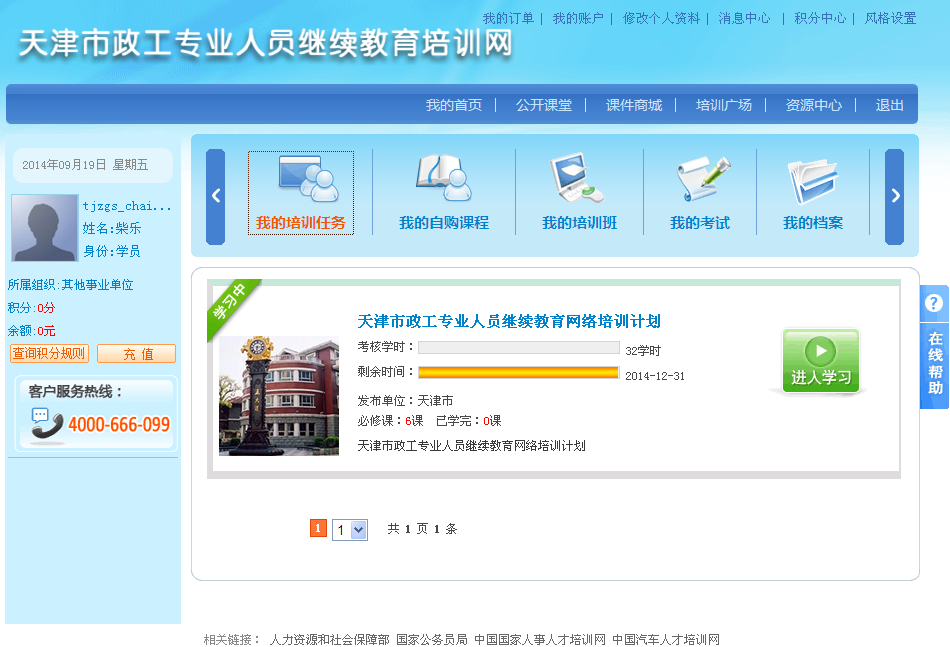 我的订单 | 我的账户 | 修改个人资料 | 消息中心 | 积分中心 | 风格设置
天津市政工专业人员继续教育培训网
我的首页 | 公开课堂 | 课件商城 | 培训广场 | 资源中心 | 退出
2014年09月19日 星期五
tjzgs_chai...
姓名:柴乐
身份:学员
所属组织:其他事业单位
积分:0分
余额:0元
查询积分规则 充 值
客户服务热线：
4000-666-099
我的培训任务 我的自购课程 我的培训班 我的考试 我的档案
学习中
天津市政工专业人员继续教育网络培训计划
考核学时： 32学时
剩余时间： 2014-12-31
发布单位：天津市
必修课：6课 已学完：0课
天津市政工专业人员继续教育网络培训计划
进入学习
?
在线帮助
1 1 共 1 页 1 条
相关链接： 人力资源和社会保障部 国家公务员局 中国国家人事人才培训网 中国汽车人才培训网